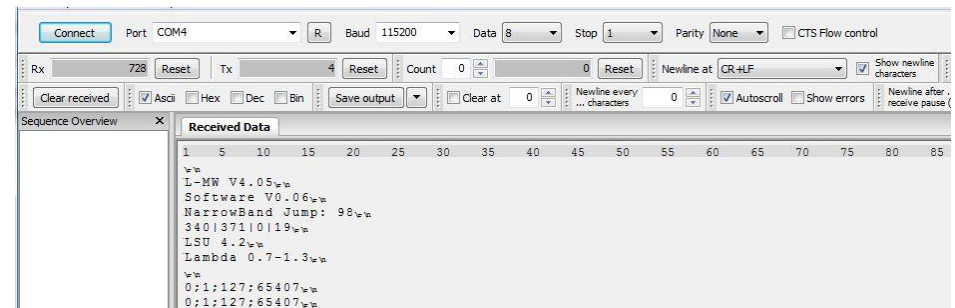 Connect Port COM4 R Baud 115200 Data 8 Stop 1 Parity None CTS Flow control
Rx 728 Reset Tx 4 Reset Count 0 0 Reset Newline at CR+LF Show newline characters
Clear received Ascii Hex Dec Bin Save output Clear at 0 Newline every ... characters 0 Autoscroll Show errors Newline after . receive pause (
Sequence Overview X Received Data
1 5 10 15 20 25 30 35 40 45 50 55 60 65 70 75 80 85
\r\n
L-MW V4.05\r\n
Software V0.06\r\n
NarrowBand Jump: 98\r\n
340|371|0|19\r\n
LSU 4.2\r\n
Lambda 0.7-1.3\r\n
\r\n
0;1;127;65407\r\n
0;1;127;65407\r\n